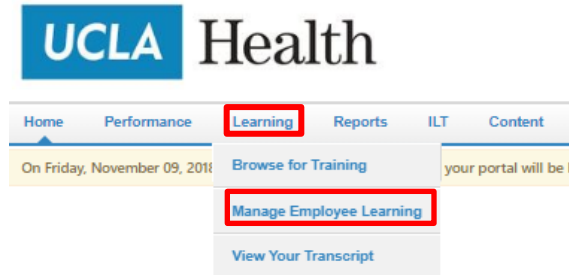 UCLA Health
Home Performance Learning Reports ILT Content
On Friday, November 09, 2018 your portal will be
Browse for Training
Manage Employee Learning
View Your Transcript